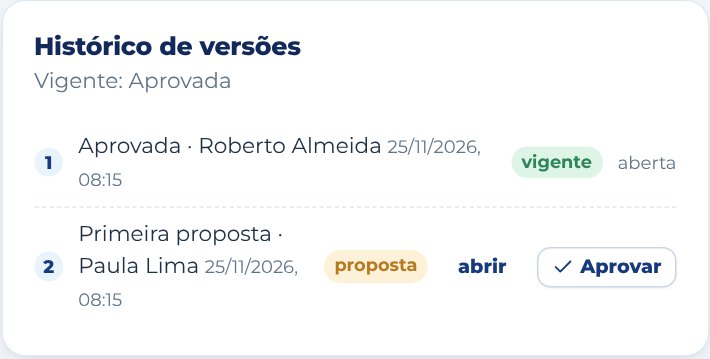 Histórico de versões
Vigente: Aprovada
1 Aprovada · Roberto Almeida 25/11/2026, 08:15 vigente aberta
2 Primeira proposta · Paula Lima 25/11/2026, 08:15 proposta abrir Aprovar